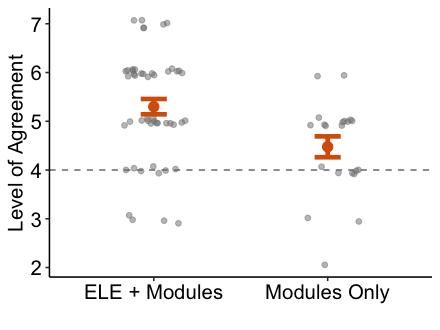 Level of Agreement
7
6
5
4
3
2
ELE + Modules
Modules Only